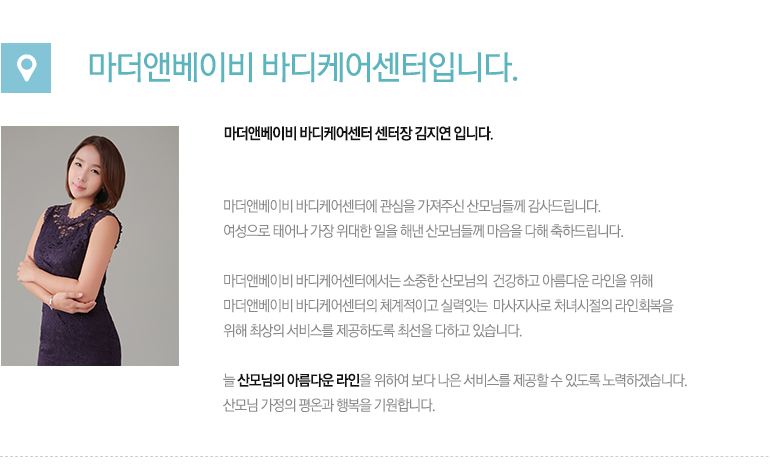 마더앤베이비 바디케어센터입니다.
마더앤베이비 바디케어센터 센터장 김지연 입니다.
마더앤베이비 바디케어센터에 관심을 가져주신 산모님들께 감사드립니다.
여성으로 태어나 가장 위대한 일을 해낸 산모님들께 마음을 다해 축하드립니다.
마더앤베이비 바디케어센터에서는 소중한 산모님의 건강하고 아름다운 라인을 위해
마더앤베이비 바디케어센터의 체계적이고 실력잇는 마사지사로 처녀시절의 라인회복을
위해 최상의 서비스를 제공하도록 최선을 다하고 있습니다.
늘 산모님의 아름다운 라인을 위하여 보다 나은 서비스를 제공할 수 있도록 노력하겠습니다.
산모님 가정의 평온과 행복을 기원합니다.